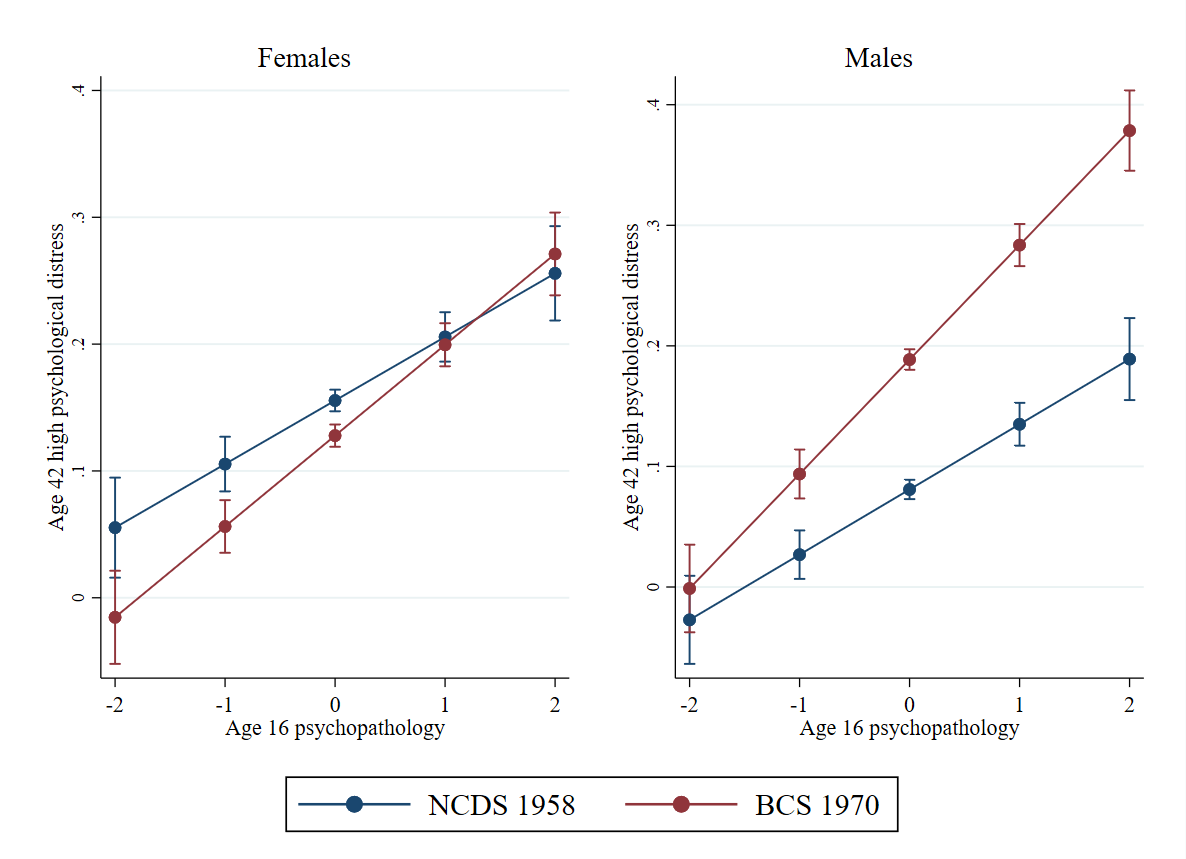 Females
Age 42 high psychological distress
.4
.3
.2
.1
0
-2 -1 0 1 2
Age 16 psychopathology
Males
Age 42 high psychological distress
.4
.3
.2
.1
0
-2 -1 0 1 2
Age 16 psychopathology
NCDS 1958 BCS 1970